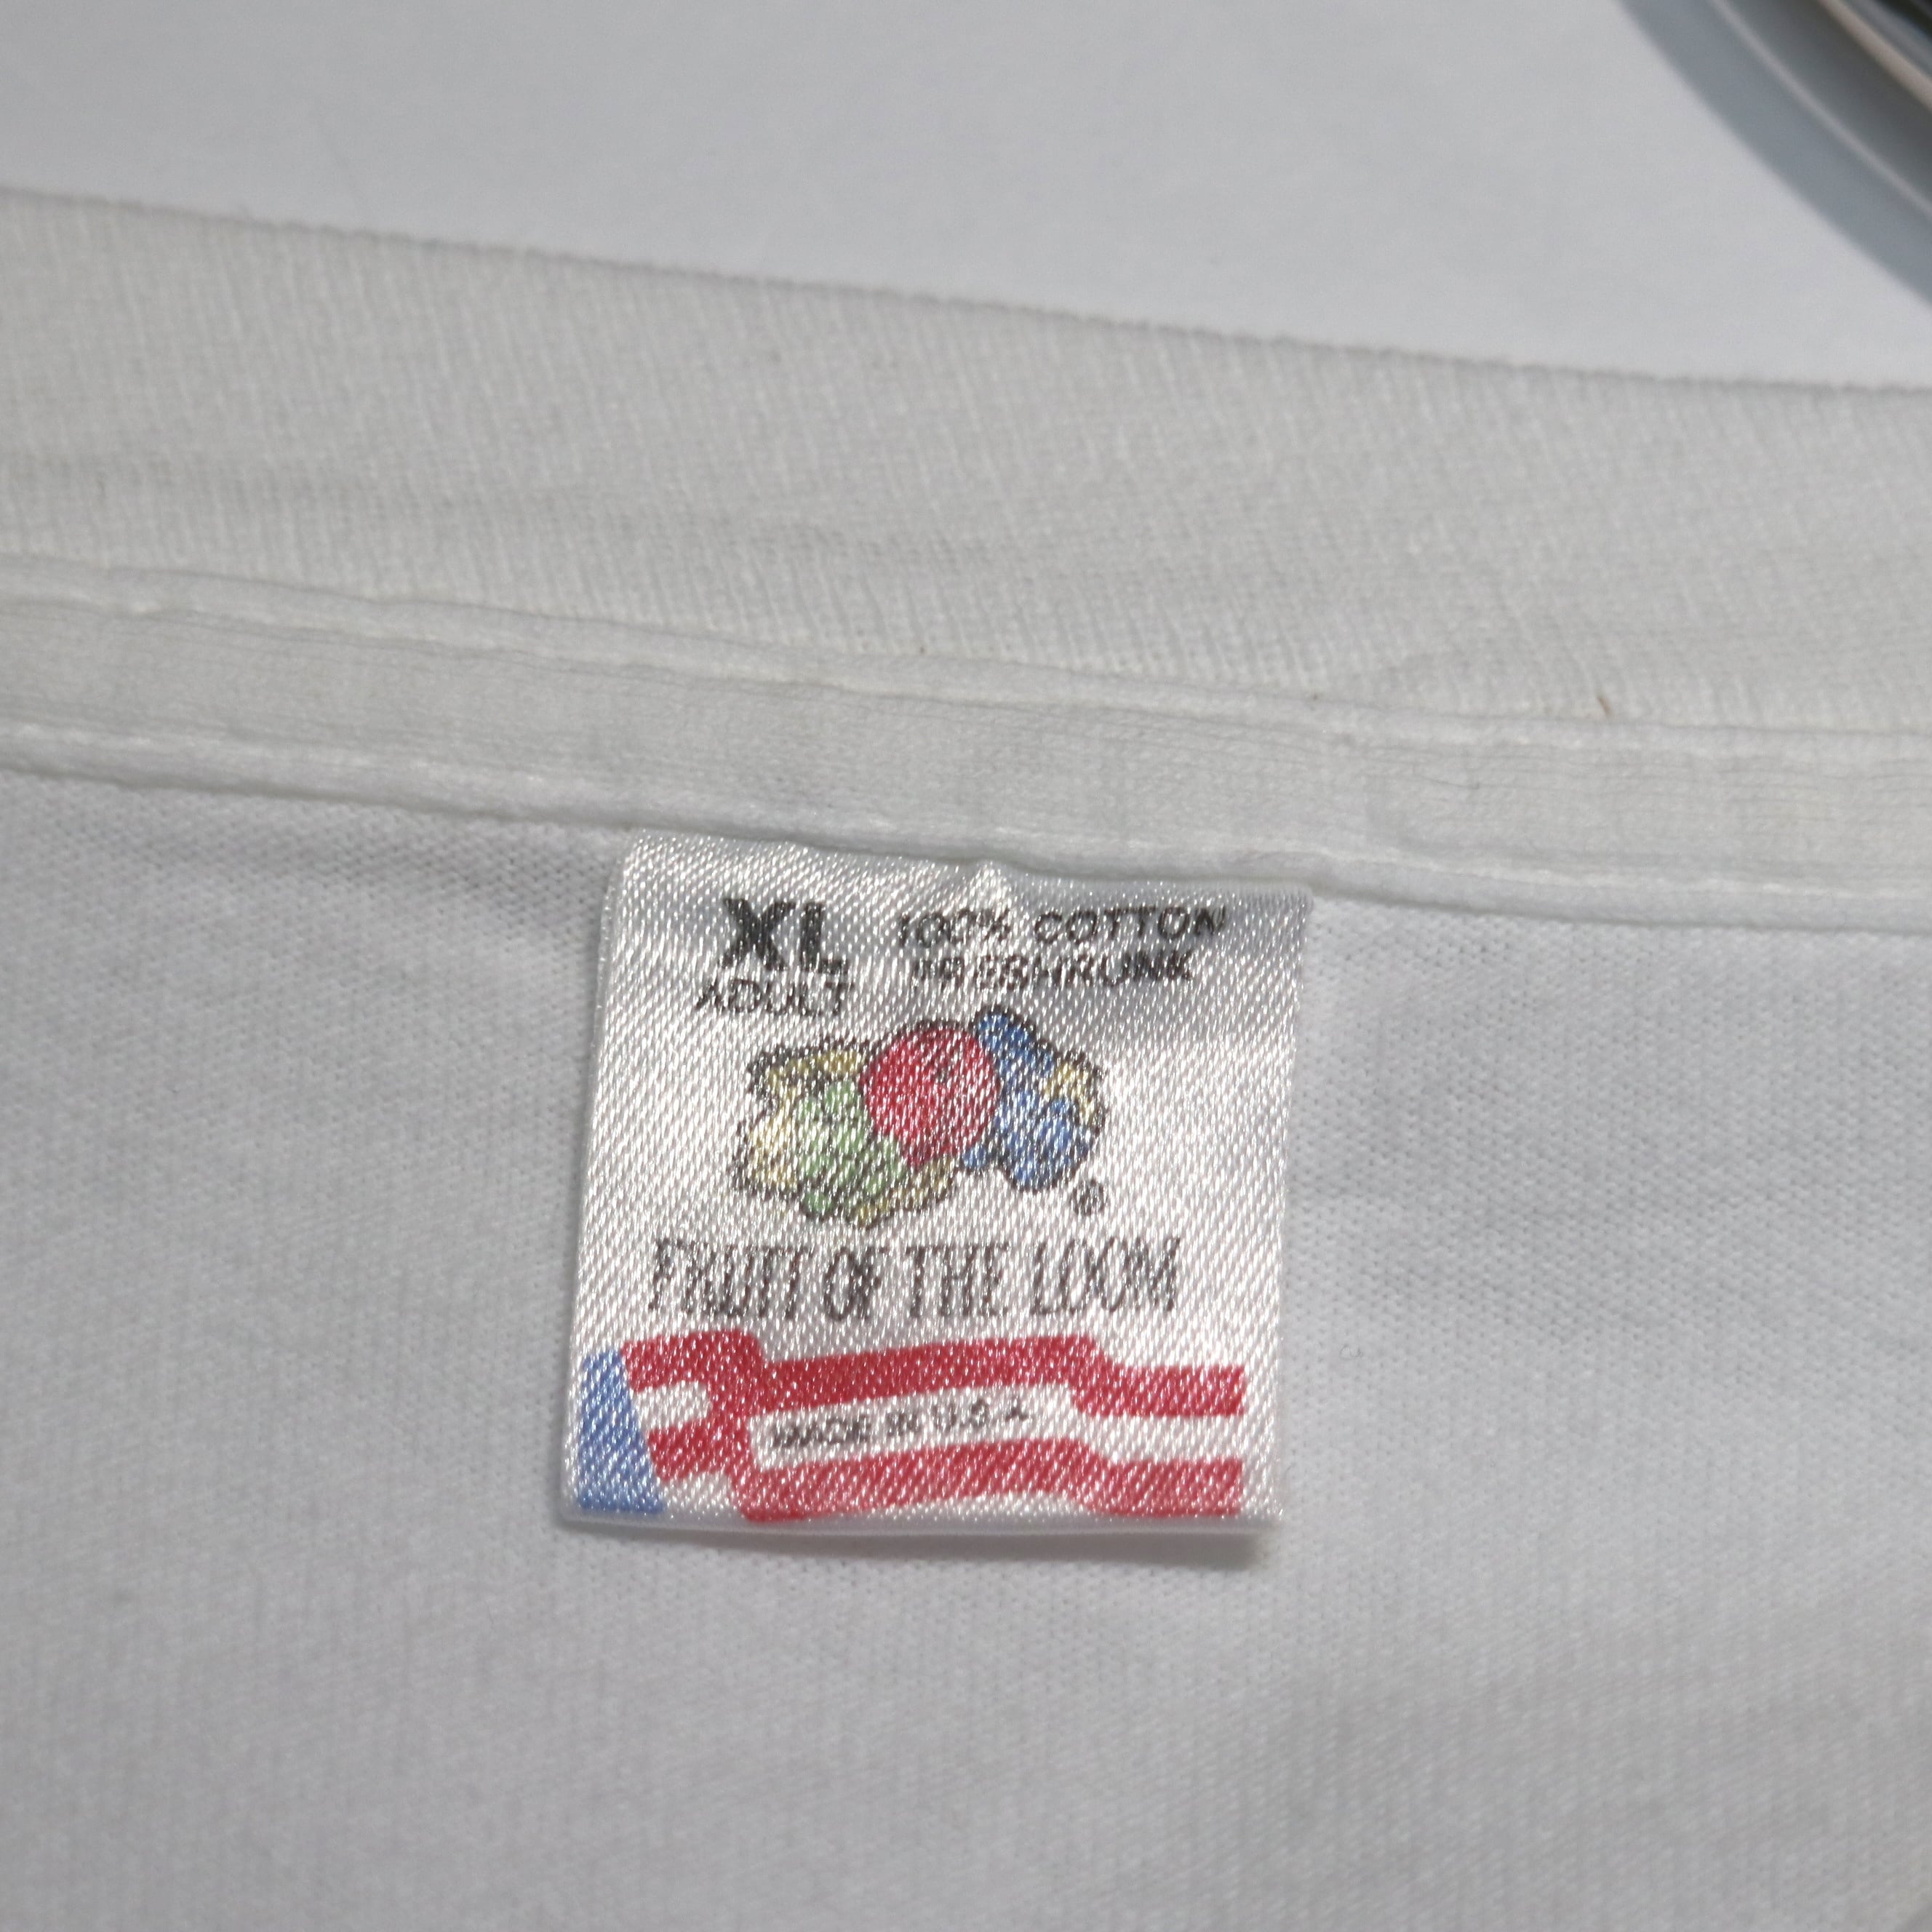 XL 100% COTTON
ADULT PRESHRUNK
®
FRUIT OF THE LOOM
MADE IN U.S.A.